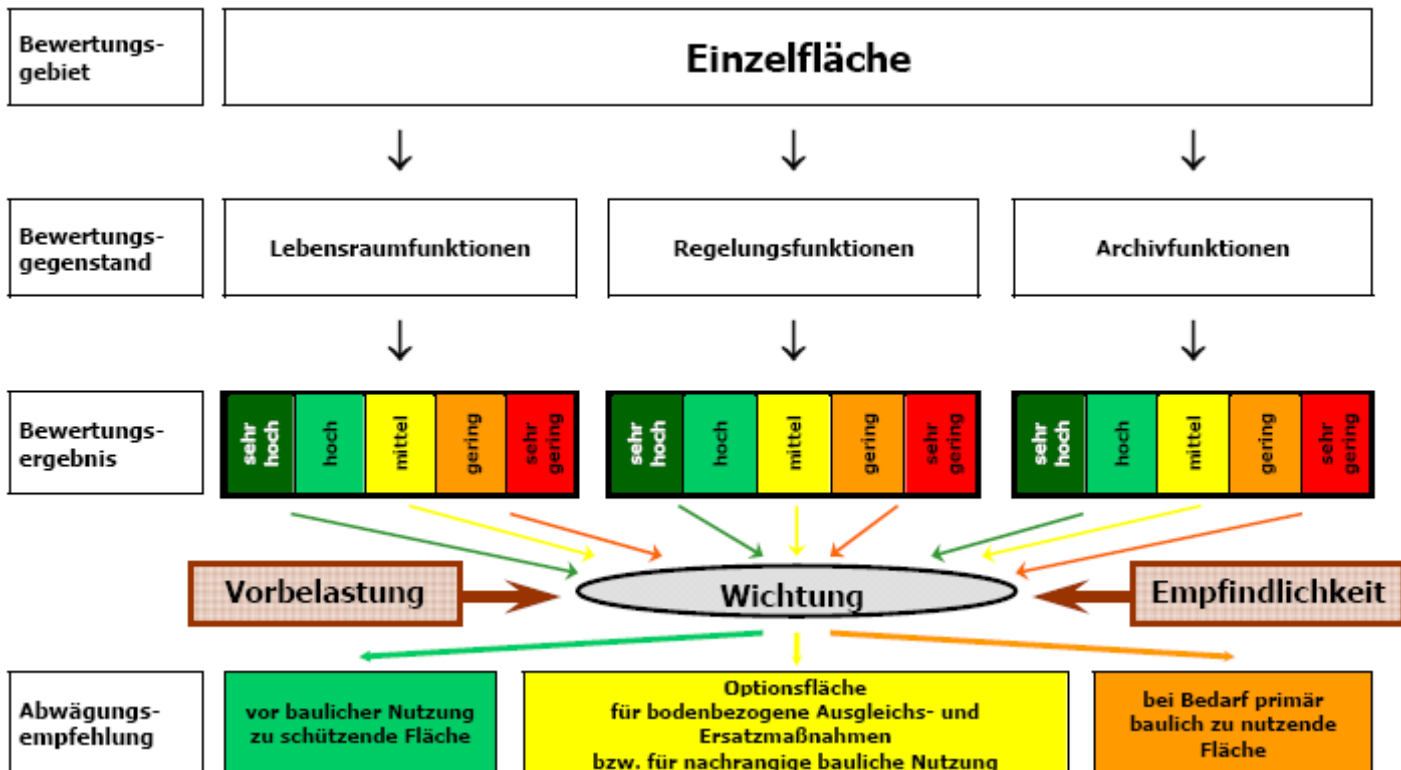 Bewertungs-
gebiet
Einzelfläche
Bewertungs-
gegenstand
Lebensraumfunktionen
Regelungsfunktionen
Archivfunktionen
Bewertungs-
ergebnis
sehr
hoch
hoch
mittel
gering
sehr
gering
sehr
hoch
hoch
mittel
gering
sehr
gering
sehr
hoch
hoch
mittel
gering
sehr
gering
Vorbelastung
Wichtung
Empfindlichkeit
Abwägungs-
empfehlung
vor baulicher Nutzung
zu schützende Fläche
Optionsfläche
für bodenbezogene Ausgleichs- und
Ersatzmaßnahmen
bzw. für nachrangige bauliche Nutzung
bei Bedarf primär
baulich zu nutzende
Fläche